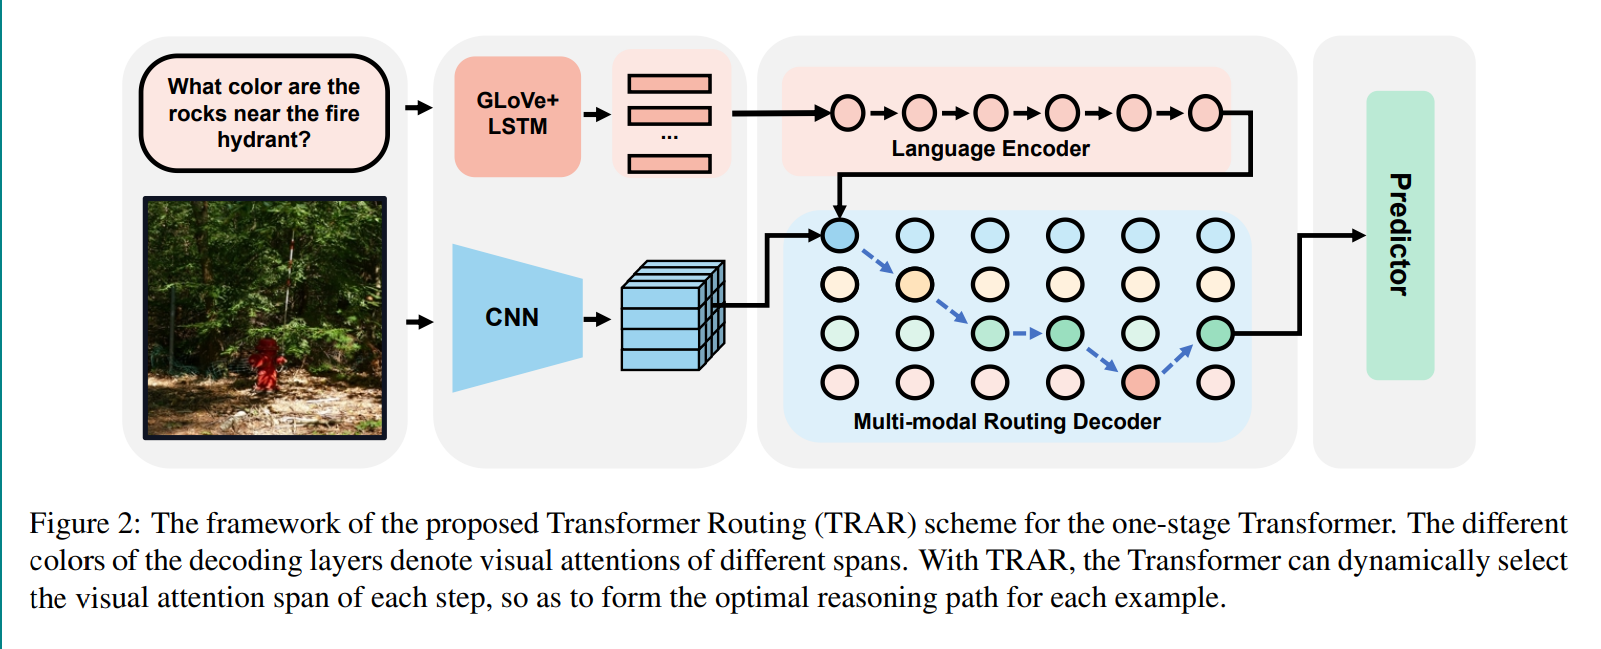 What color are the
rocks near the fire
hydrant?
GLoVe+
LSTM
...
Language Encoder
CNN
Multi-modal Routing Decoder
Predictor
Figure 2: The framework of the proposed Transformer Routing (TRAR) scheme for the one-stage Transformer. The different
colors of the decoding layers denote visual attentions of different spans. With TRAR, the Transformer can dynamically select
the visual attention span of each step, so as to form the optimal reasoning path for each example.